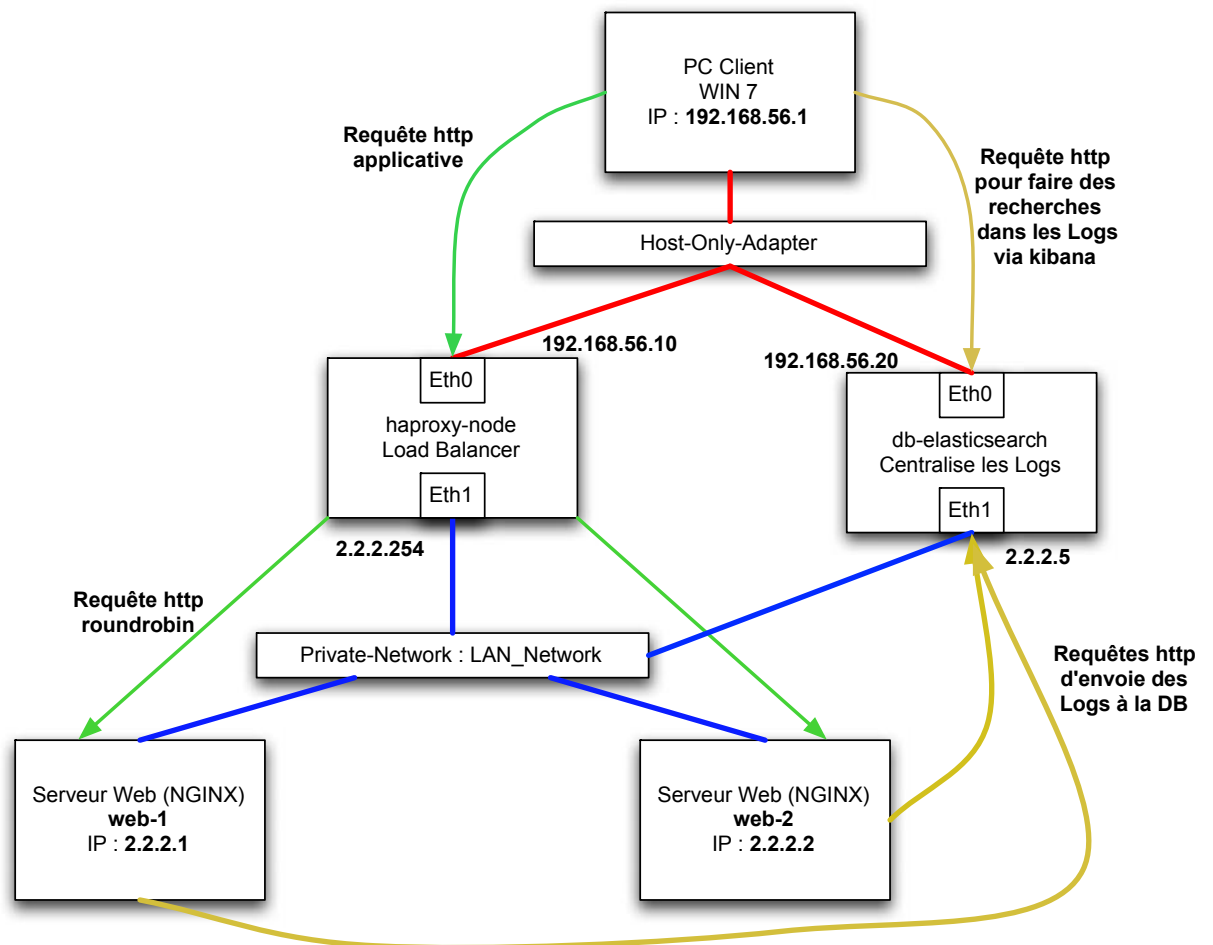 PC Client
WIN 7
IP : 192.168.56.1
Requête http
applicative
Requête http
pour faire des
recherches
dans les Logs
via kibana
Host-Only-Adapter
192.168.56.10
192.168.56.20
Eth0
haproxy-node
Load Balancer
Eth1
Eth0
db-elasticsearch
Centralise les Logs
Eth1
2.2.2.254
2.2.2.5
Requête http
roundrobin
Private-Network : LAN_Network
Requêtes http
d'envoie des
Logs à la DB
Serveur Web (NGINX)
web-1
IP : 2.2.2.1
Serveur Web (NGINX)
web-2
IP : 2.2.2.2